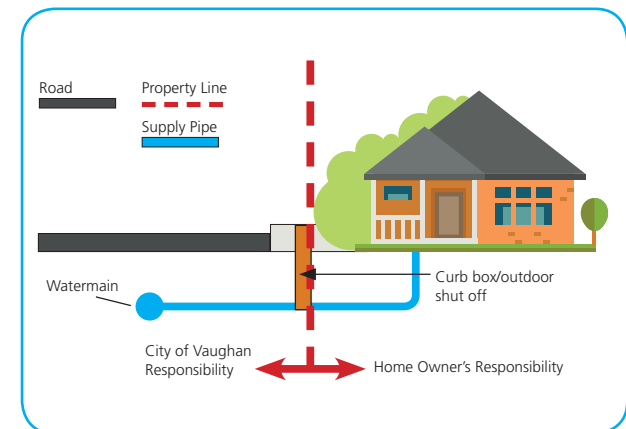 Road
Property Line
Supply Pipe
Watermain
Curb box/outdoor
shut off
City of Vaughan
Responsibility
Home Owner's Responsibility